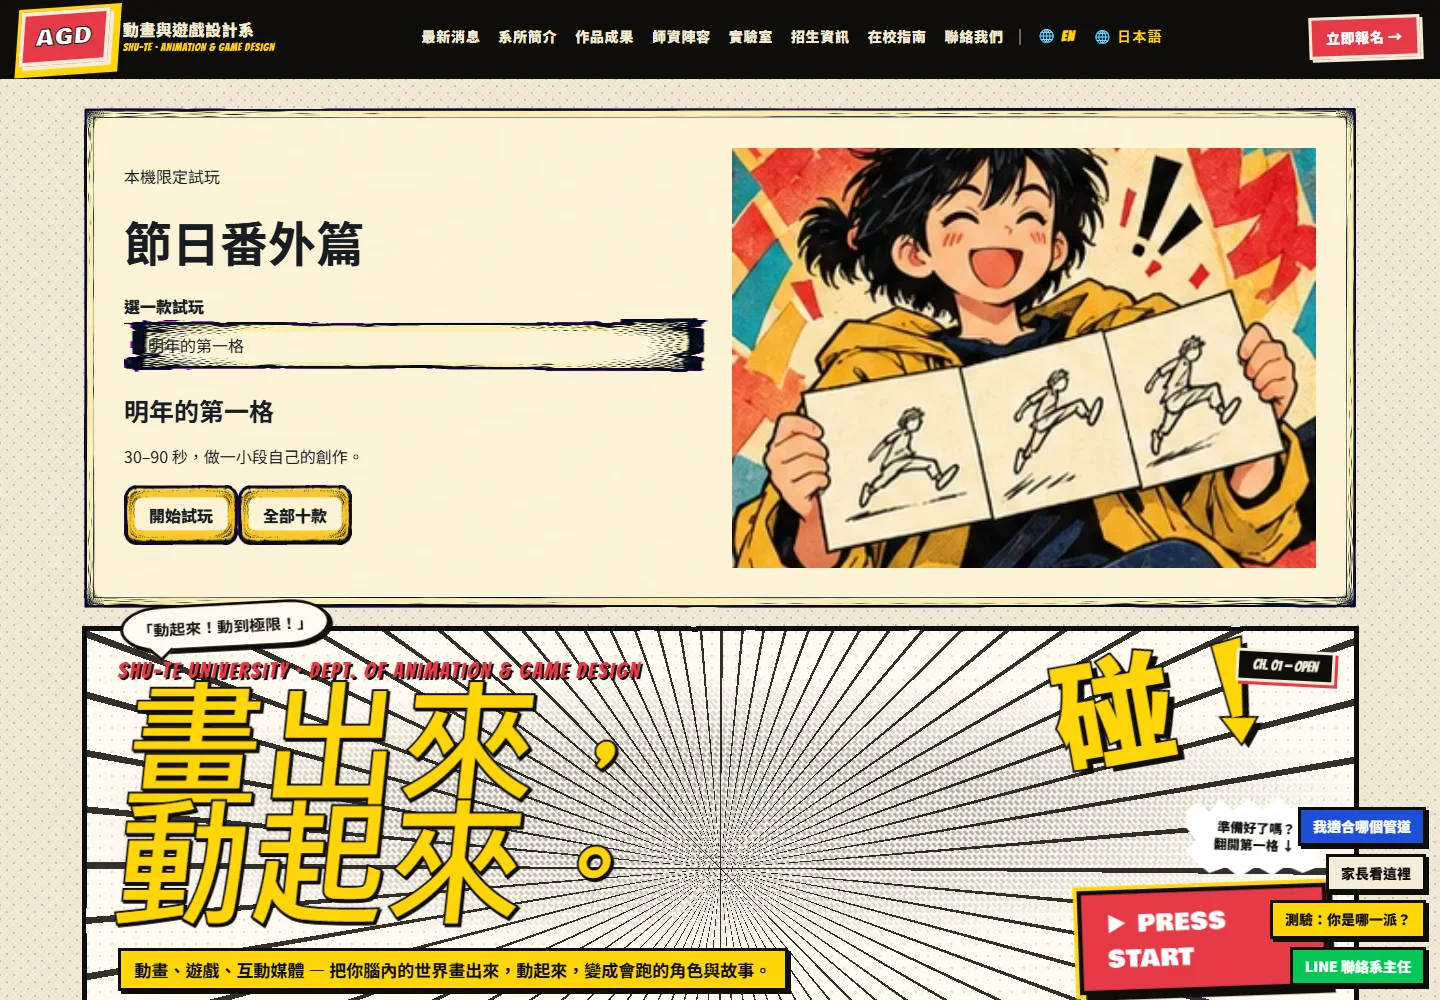 AGD
動畫與遊戲設計系
SHU-TE · ANIMATION & GAME DESIGN
最新消息 系所簡介 作品成果 師資陣容 實驗室 招生資訊 在校指南 聯絡我們 | EN 日本語
立即報名 →
本機限定試玩
節日番外篇
選一款試玩
明年的第一格
明年的第一格
30–90 秒，做一小段自己的創作。
開始試玩 全部十款
「動起來！動到極限！」
SHU-TE UNIVERSITY · DEPT. OF ANIMATION & GAME DESIGN
畫出來，
動起來。
碰！
CH. 01 — OPEN
準備好了嗎？
翻開第一格 ↓
我適合哪個管道
家長看這裡
▶ PRESS
START
測驗：你是哪一派？
LINE 聯絡系主任
動畫、遊戲、互動媒體 — 把你腦內的世界畫出來，動起來，變成會跑的角色與故事。